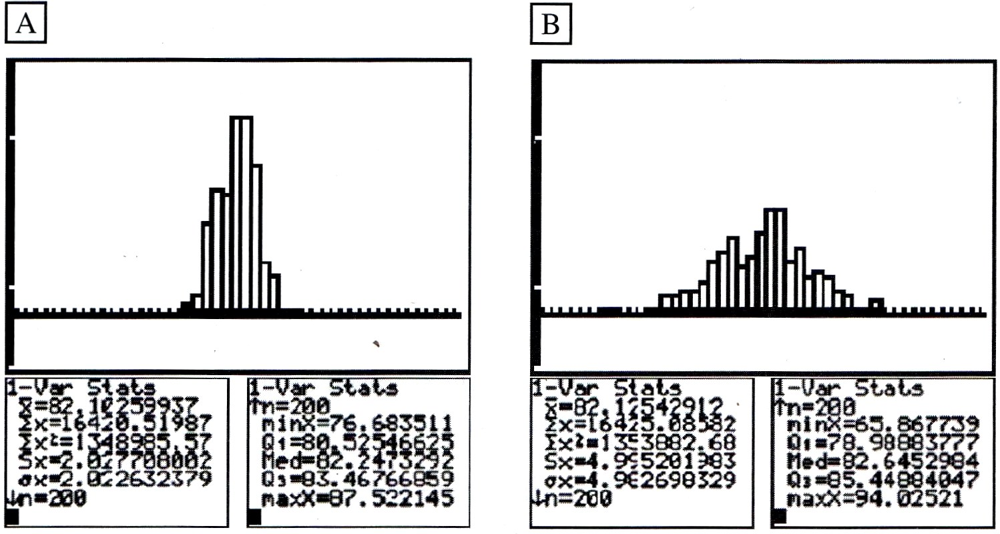 A
1-Var Stats
x̄=82.10259937
Σx=16420.51987
Σx²=1348985.57
Sx=2.027708002
σx=2.022632379
↓n=200
1-Var Stats
↑n=200
minX=76.683511
Q₁=80.52546625
Med=82.2473292
Q₃=83.46766859
maxX=87.522145
B
1-Var Stats
x̄=82.12542912
Σx=16425.08582
Σx²=1353882.68
Sx=4.995201983
σx=4.982698329
↓n=200
1-Var Stats
↑n=200
minX=65.867739
Q₁=78.98883777
Med=82.6452984
Q₃=85.44884047
maxX=94.02521